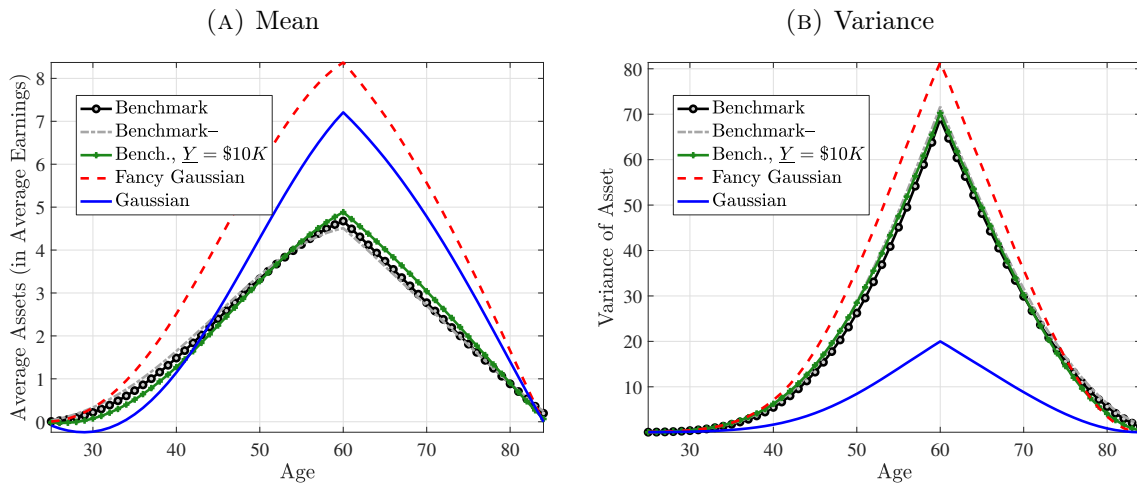 (A) Mean
Average Assets (in Average Earnings)
8
7
6
5
4
3
2
1
0
Benchmark
Benchmark–
Bench., Y = $10K
Fancy Gaussian
Gaussian
30 40 50 60 70 80
Age
(B) Variance
Variance of Asset
80
70
60
50
40
30
20
10
Benchmark
Benchmark–
Bench., Y = $10K
Fancy Gaussian
Gaussian
30 40 50 60 70 80
Age